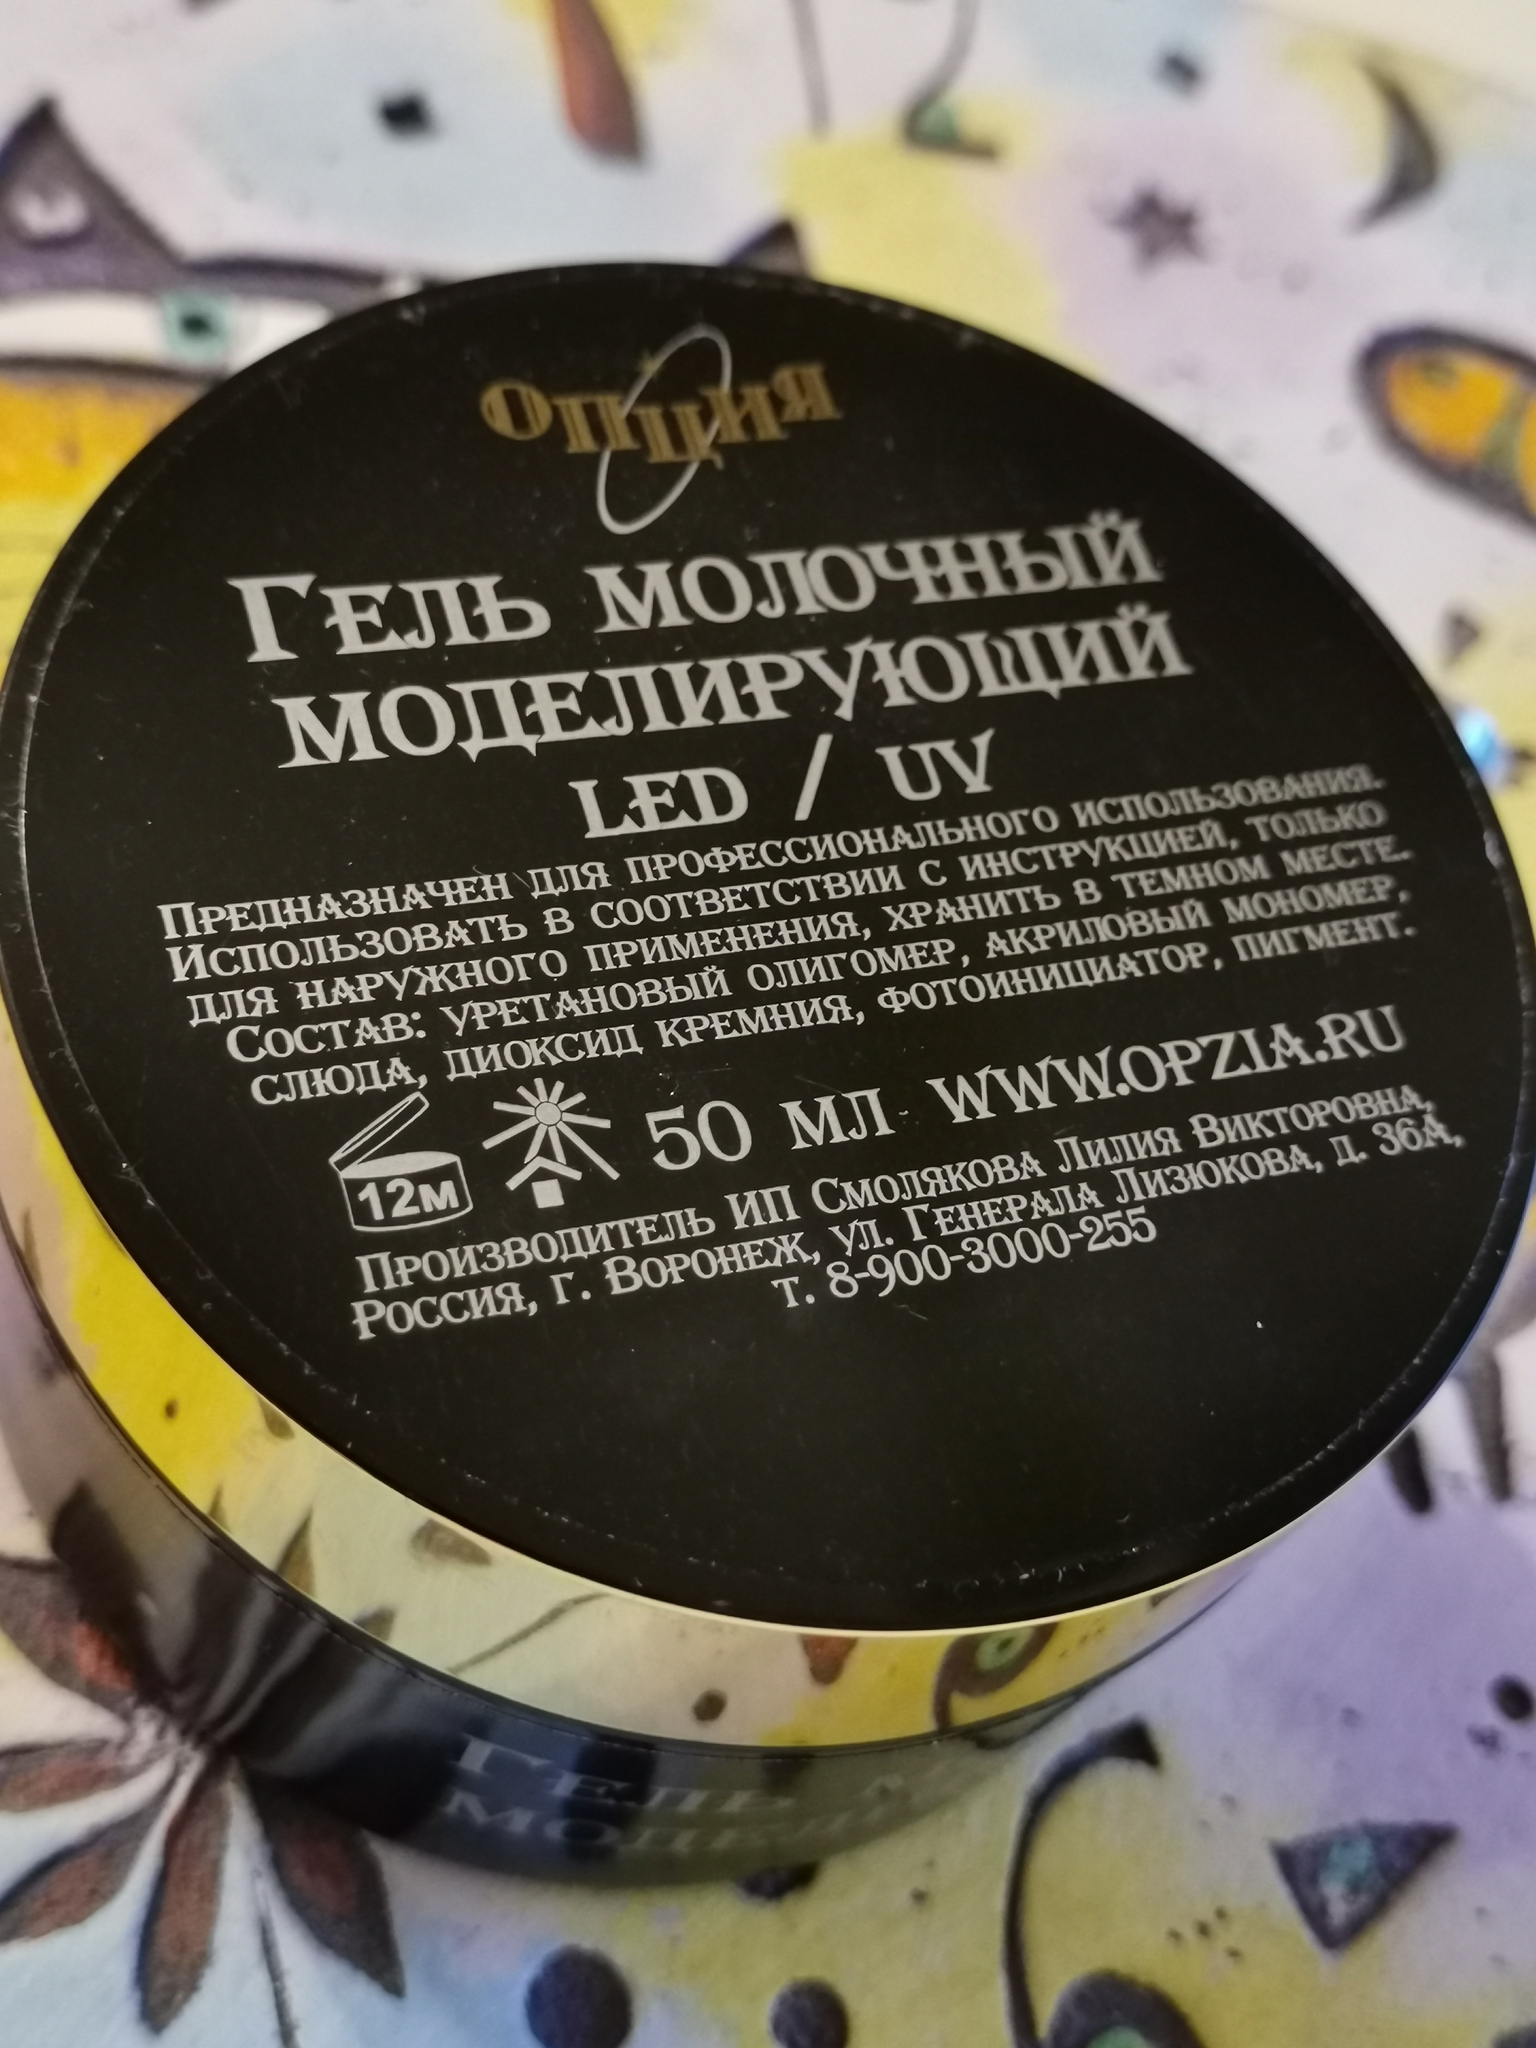 ОПЦИЯ
Гель молочный
моделирующий
LED / UV
Предназначен для профессионального использования.
Использовать в соответствии с инструкцией, только
для наружного применения, хранить в темном месте.
Состав: уретановый олигомер, акриловый мономер,
слюда, диоксид кремния, фотоинициатор, пигмент.
12м 50 мл www.opzia.ru
Производитель ИП Смолякова Лилия Викторовна,
Россия, г. Воронеж, ул. Генерала Лизюкова, д. 36А,
т. 8-900-3000-255
Гель